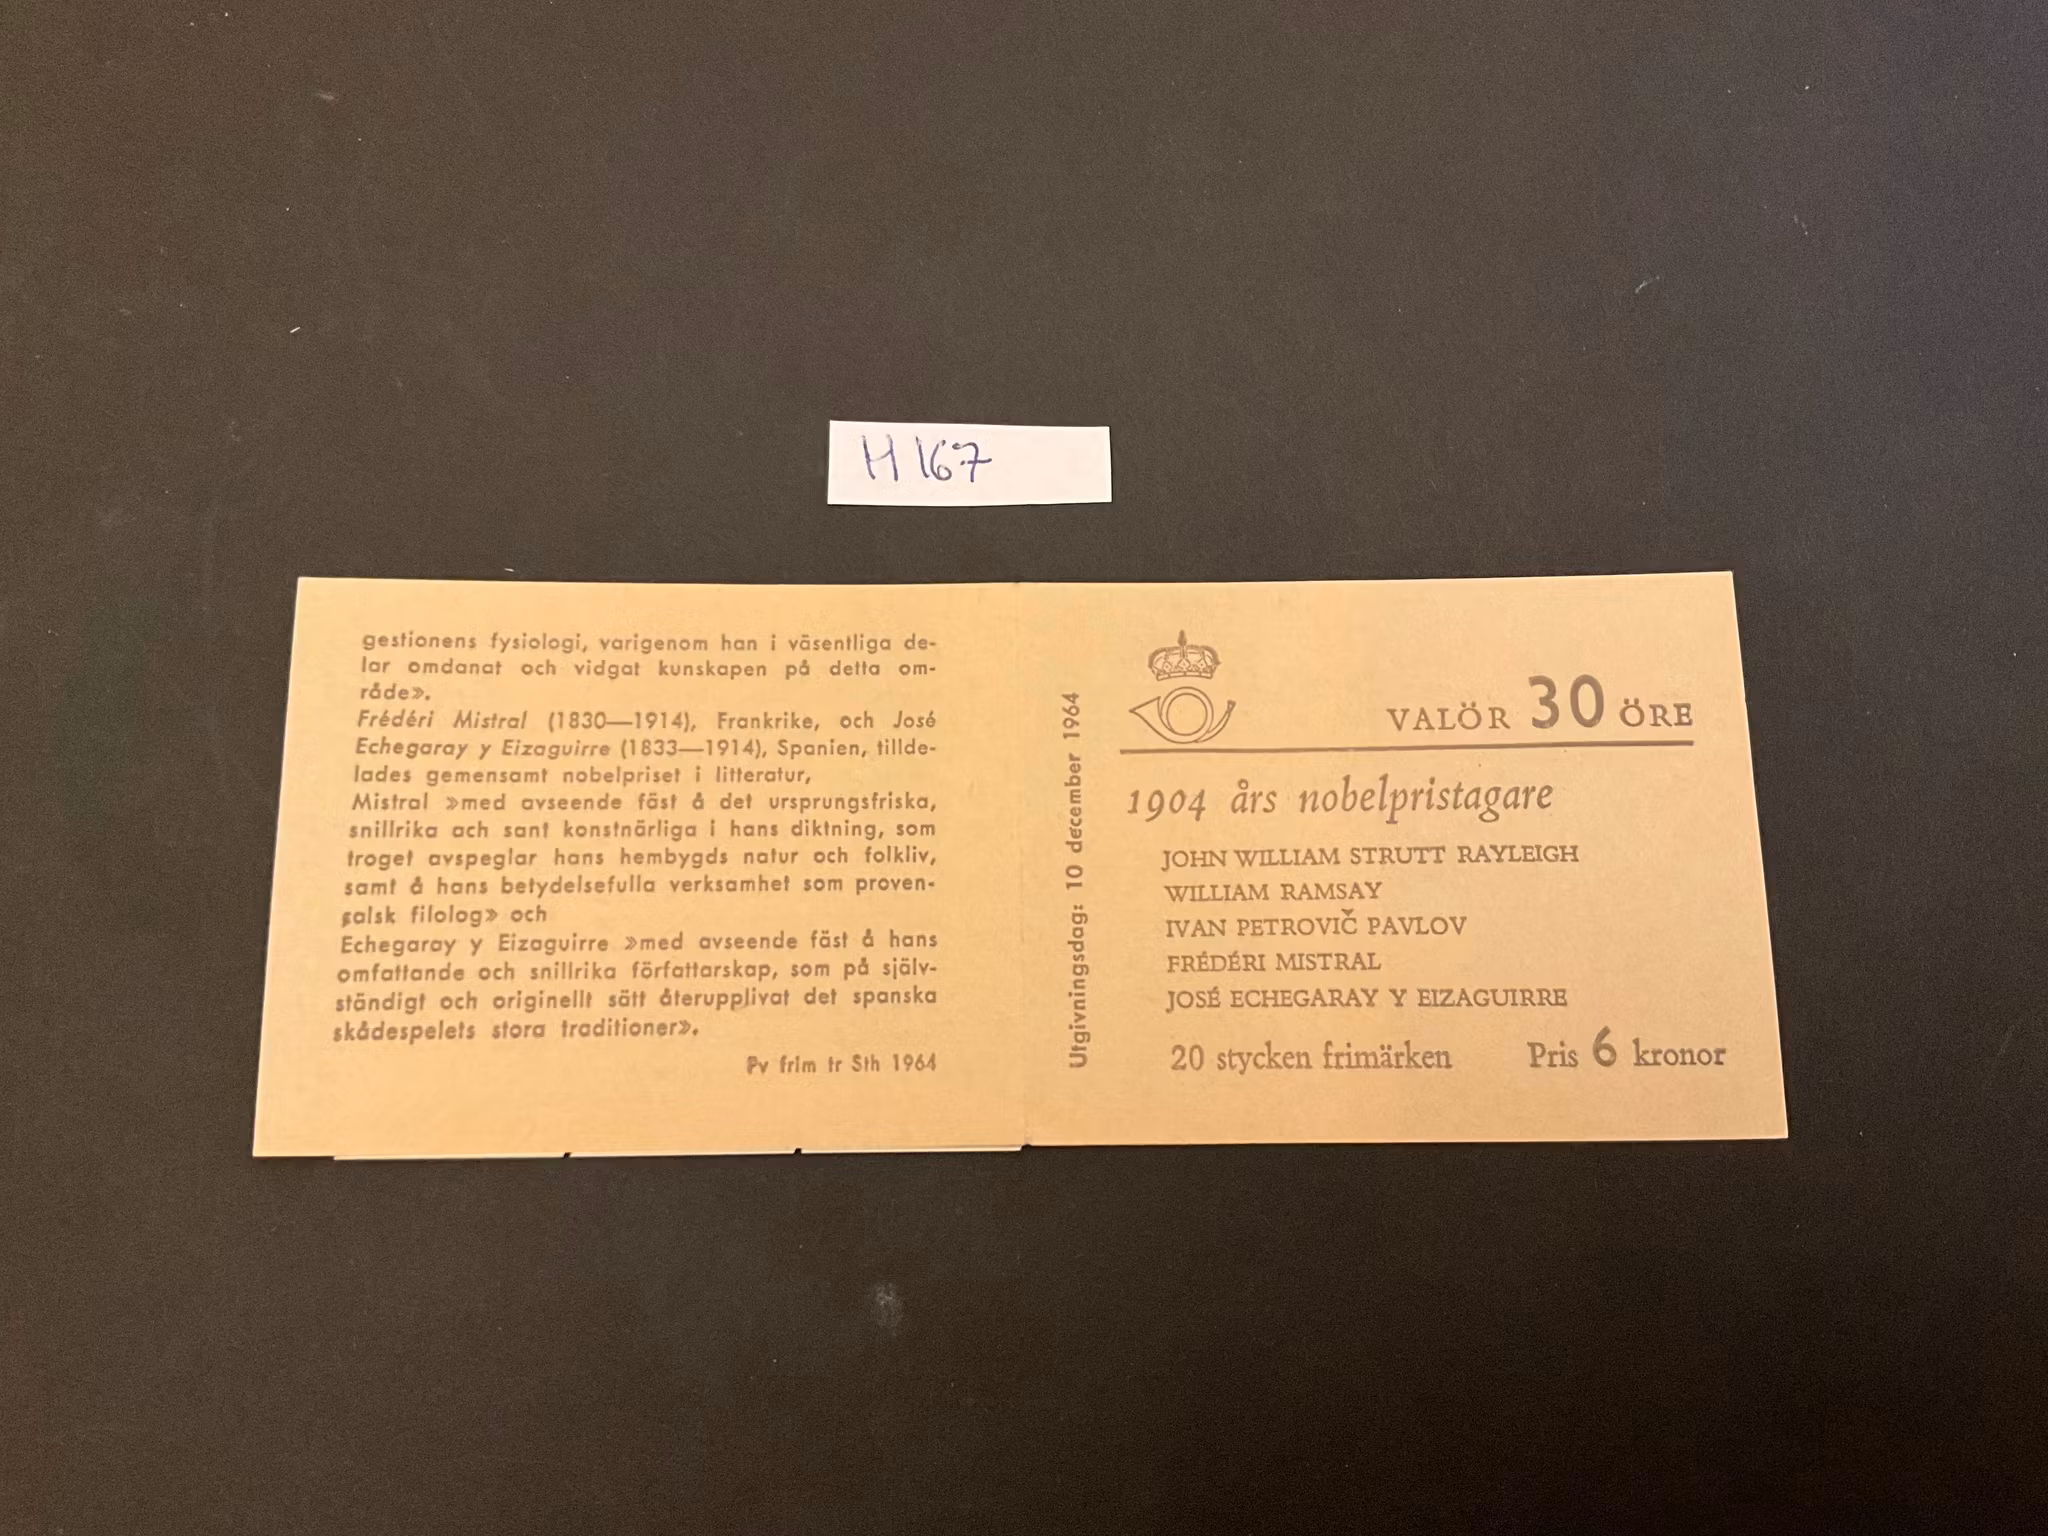 H 167
gestionens fysiologi, varigenom han i väsentliga de-
lar omdanat och vidgat kunskapen på detta om-
råde».
Frédéri Mistral (1830—1914), Frankrike, och José
Echegaray y Eizaguirre (1833—1914), Spanien, tillde-
lades gemensamt nobelpriset i litteratur,
Mistral »med avseende fäst å det ursprungsfriska,
snillrika och sant konstnärliga i hans diktning, som
troget avspeglar hans hembygds natur och folkliv,
samt å hans betydelsefulla verksamhet som proven-
çalsk filolog» och
Echegaray y Eizaguirre »med avseende fäst å hans
omfattande och snillrika författarskap, som på själv-
ständigt och originellt sätt återupplivat det spanska
skådespelets stora traditioner».
Pv frim tr Sth 1964
Utgivningsdag: 10 december 1964
VALÖR 30 ÖRE
1904 års nobelpristagare
JOHN WILLIAM STRUTT RAYLEIGH
WILLIAM RAMSAY
IVAN PETROVIČ PAVLOV
FRÉDÉRI MISTRAL
JOSÉ ECHEGARAY Y EIZAGUIRRE
20 stycken frimärken Pris 6 kronor